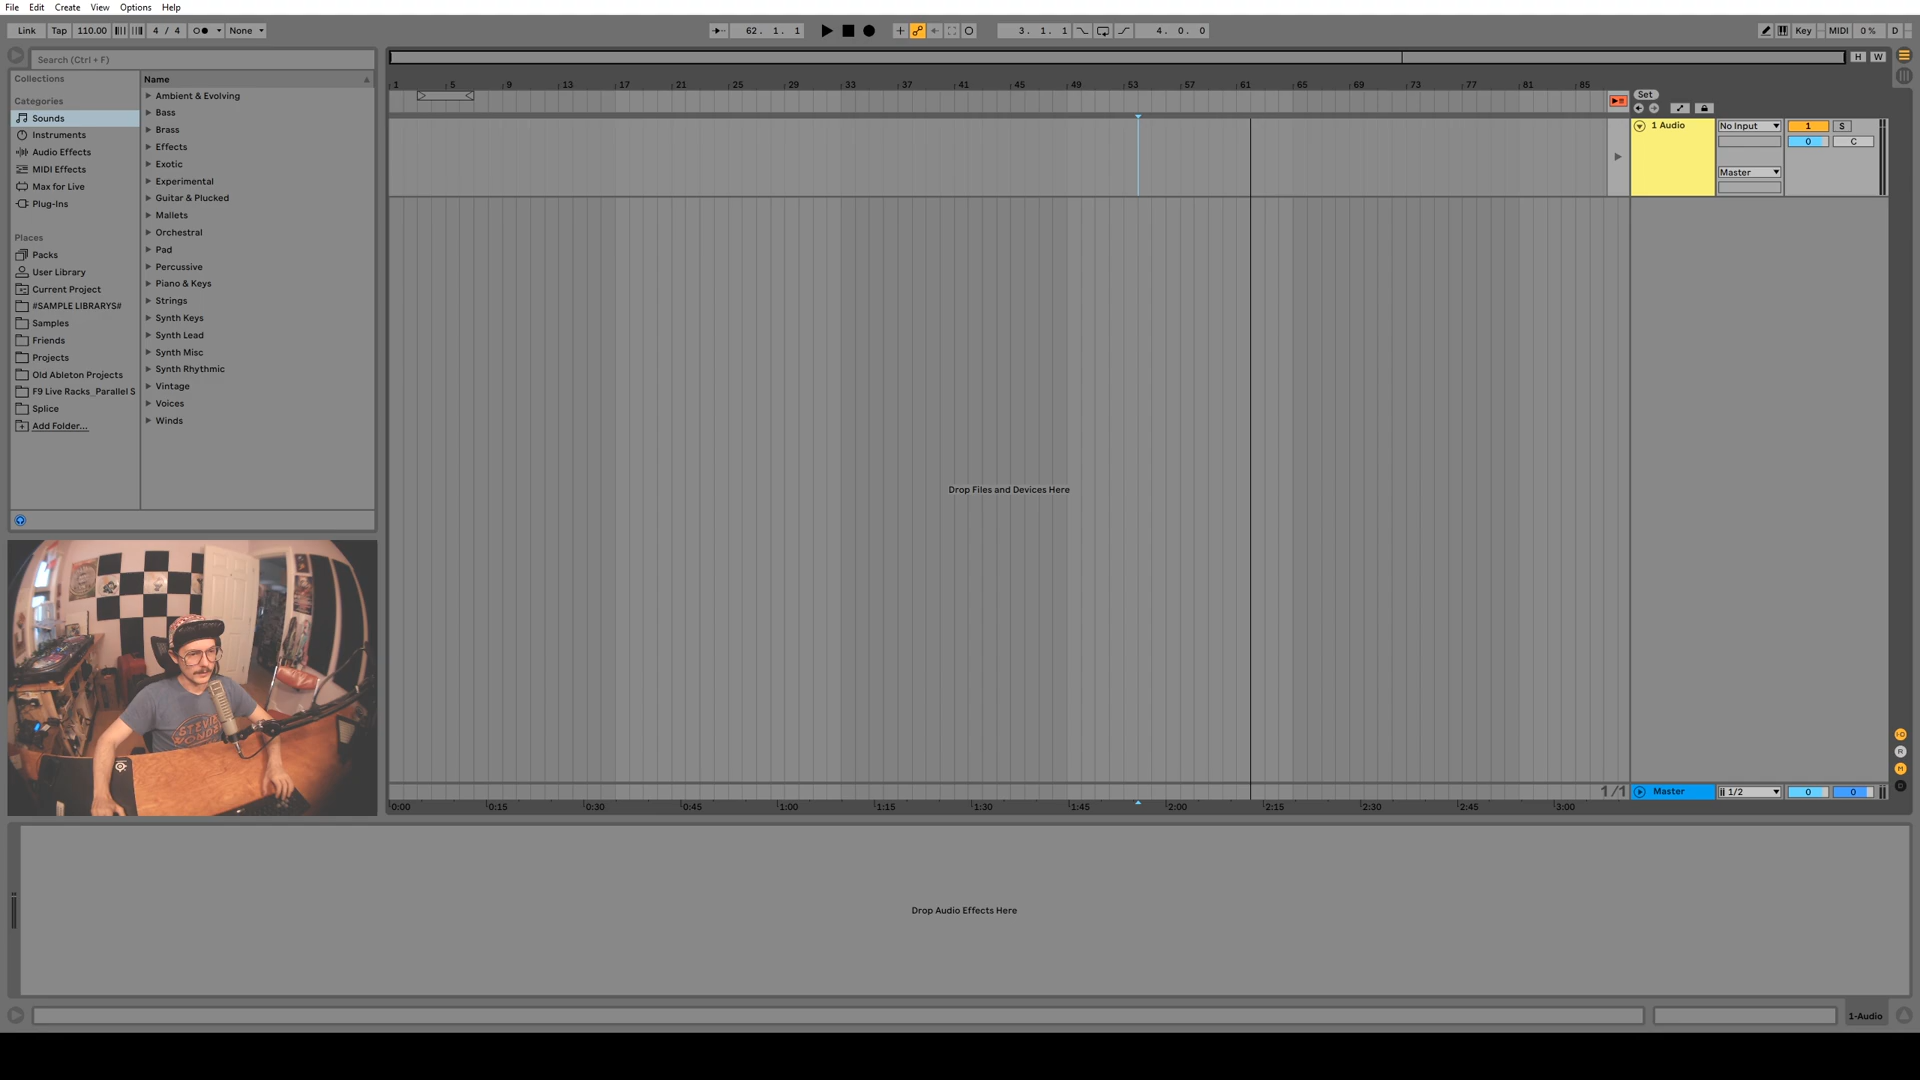 File Edit Create View Options Help
Link Tap 110.00 4 / 4 None 62. 1. 1 3. 1. 1 4. 0. 0 Key MIDI 0 % D
Search (Ctrl + F)
H W
Collections
Categories
Sounds
Instruments
Audio Effects
MIDI Effects
Max for Live
Plug-Ins
Places
Packs
User Library
Current Project
#SAMPLE LIBRARYS#
Samples
Friends
Projects
Old Ableton Projects
F9 Live Racks_Parallel S
Splice
Add Folder...
Name
Ambient & Evolving
Bass
Brass
Effects
Exotic
Experimental
Guitar & Plucked
Mallets
Orchestral
Pad
Percussive
Piano & Keys
Strings
Synth Keys
Synth Lead
Synth Misc
Synth Rhythmic
Vintage
Voices
Winds
1 5 9 13 17 21 25 29 33 37 41 45 49 53 57 61 65 69 73 77 81 85
Set
1 Audio No Input 1 S
0 C
Master
Drop Files and Devices Here
STEVIE
WONDER
1/1 Master 1/2 0 0
0:00 0:15 0:30 0:45 1:00 1:15 1:30 1:45 2:00 2:15 2:30 2:45 3:00
Drop Audio Effects Here
1-Audio